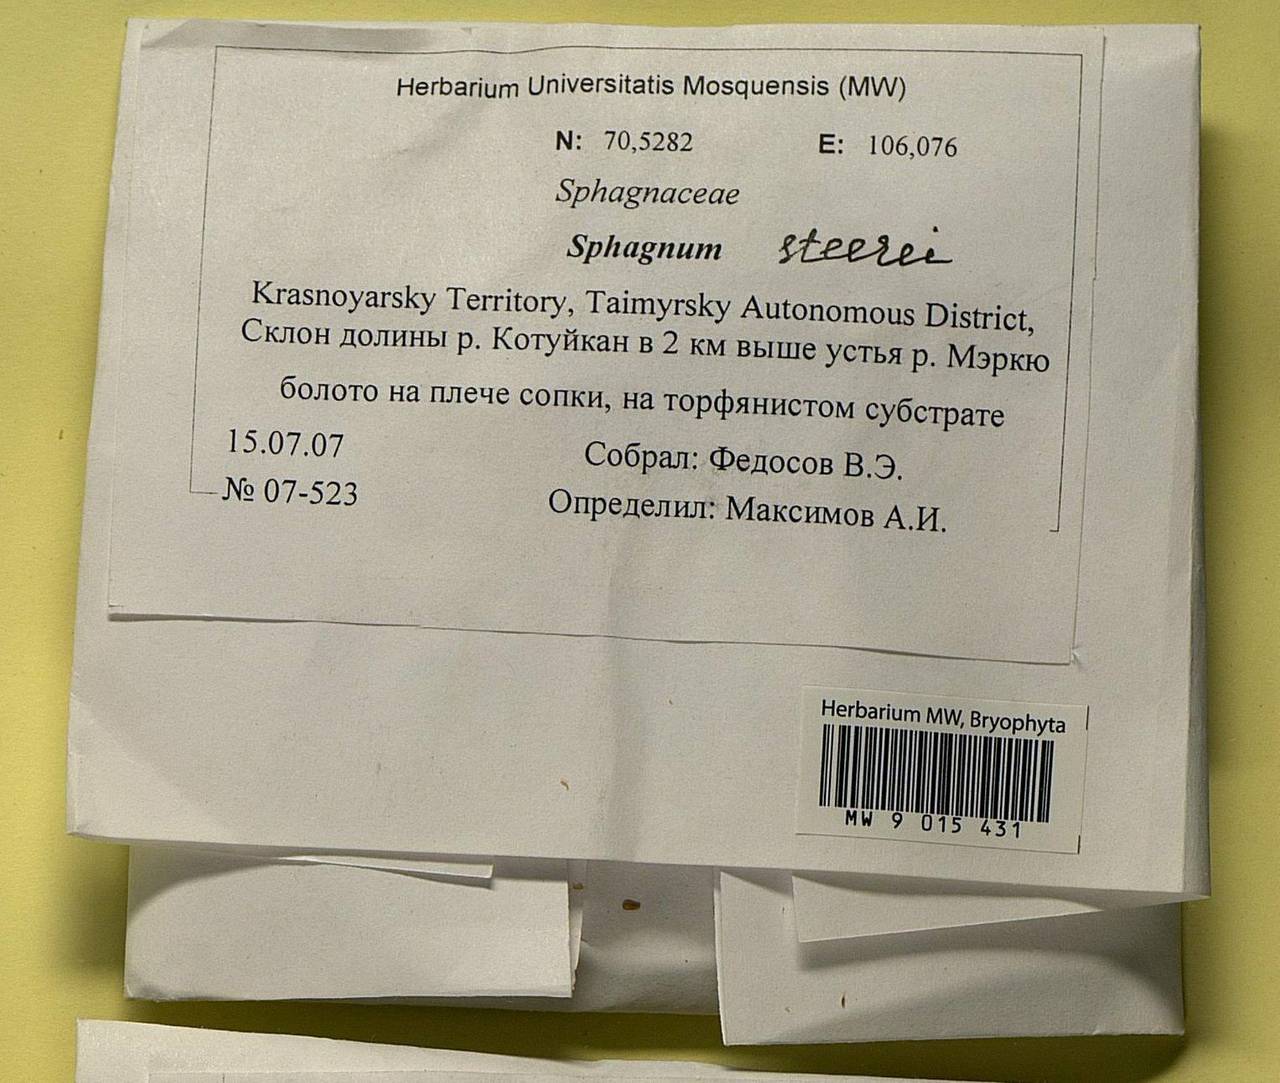 Herbarium Universitatis Mosquensis (MW)
N: 70,5282 E: 106,076
Sphagnaceae
Sphagnum steerei
Krasnoyarsky Territory, Taimyrsky Autonomous District,
Склон долины р. Котуйкан в 2 км выше устья р. Мэркю
болото на плече сопки, на торфянистом субстрате
15.07.07 Собрал: Федосов В.Э.
№ 07-523 Определил: Максимов А.И.
Herbarium MW, Bryophyta
MW 9 015 431